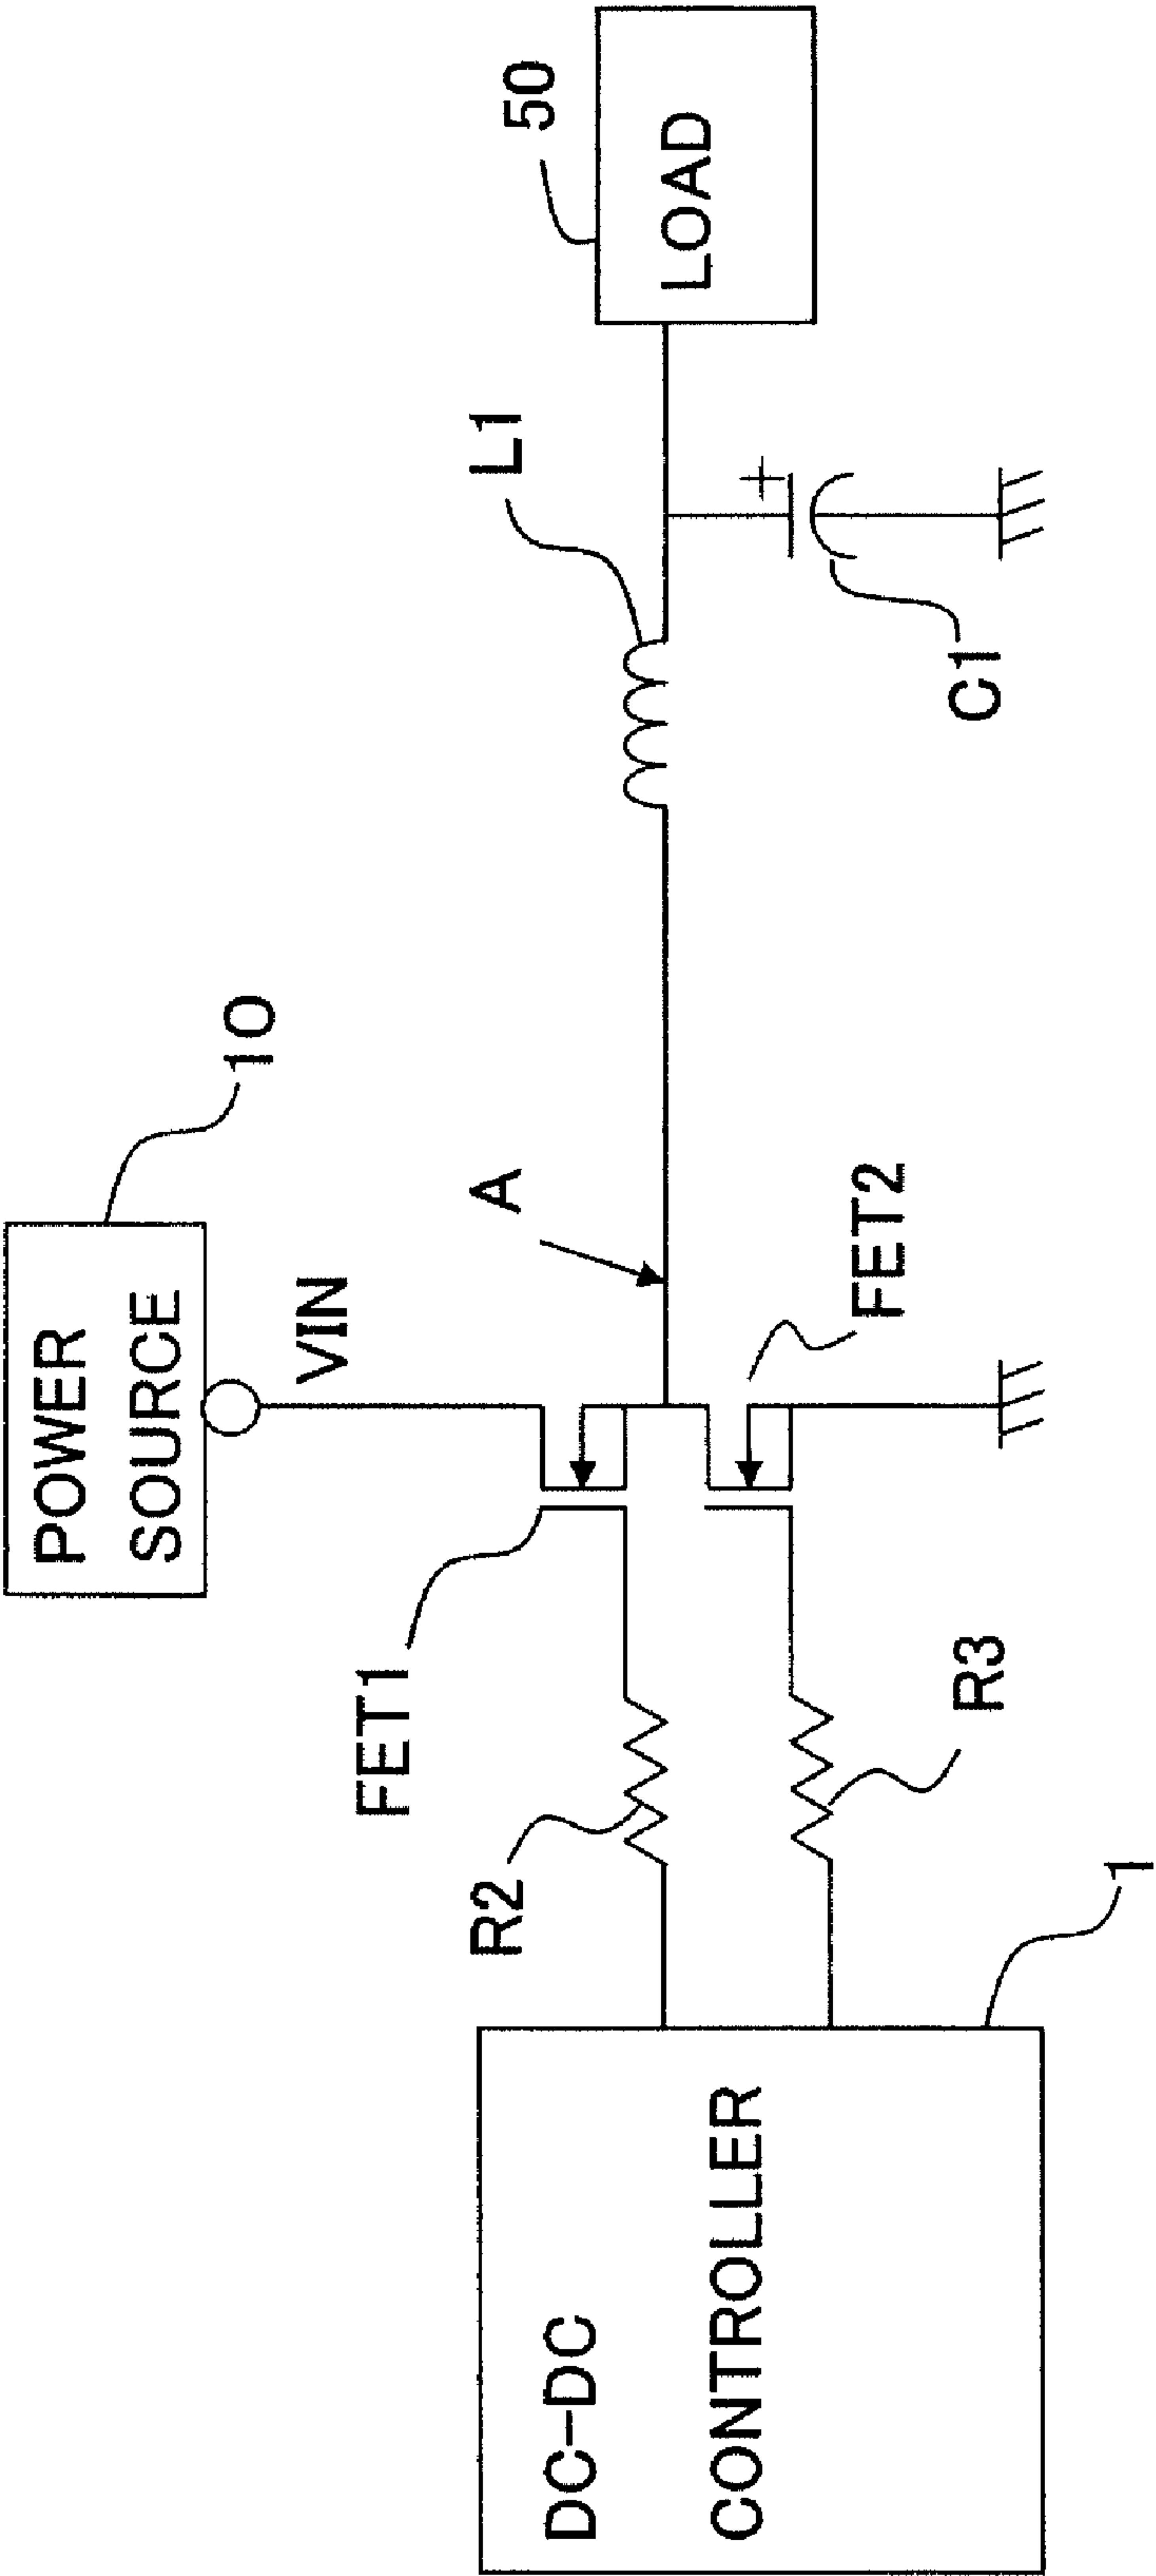 POWER
SOURCE
10
VIN
A
L1
50
LOAD
+
C1
FET1
FET2
R2
R3
DC-DC
CONTROLLER
1